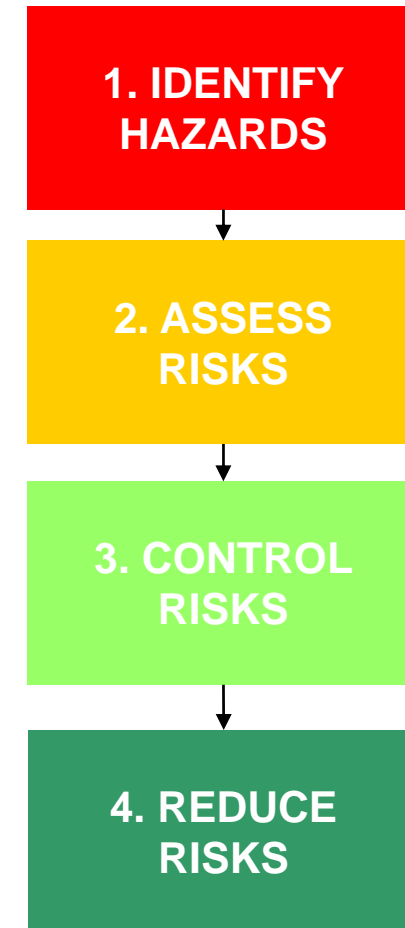 1. IDENTIFY
HAZARDS
2. ASSESS
RISKS
3. CONTROL
RISKS
4. REDUCE
RISKS